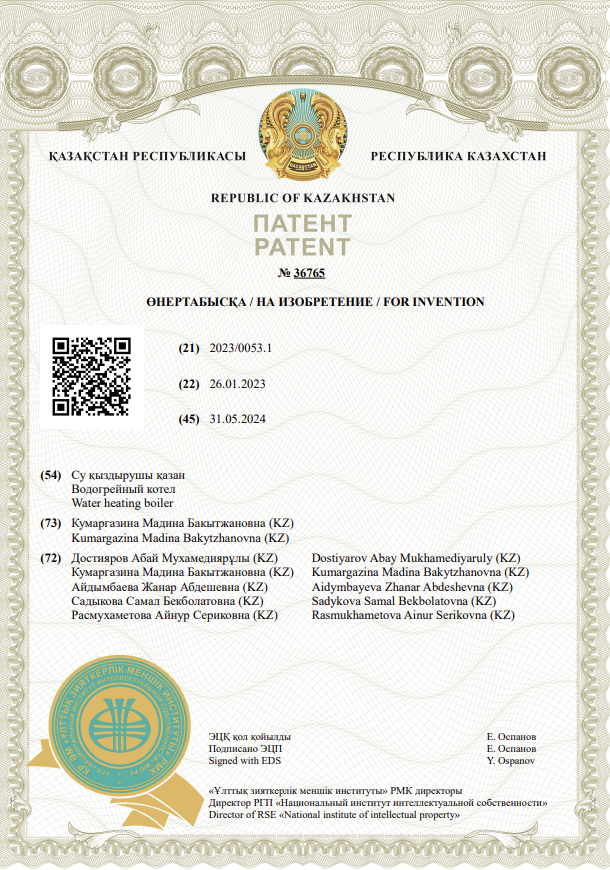 ҚАЗАҚСТАН РЕСПУБЛИКАСЫ
РЕСПУБЛИКА КАЗАХСТАН
REPUBLIC OF KAZAKHSTAN
ПАТЕНТ
PATENT
№ 36765
ӨНЕРТАБЫСҚА / НА ИЗОБРЕТЕНИЕ / FOR INVENTION
(21) 2023/0053.1
(22) 26.01.2023
(45) 31.05.2024
(54) Су қыздырушы қазан
Водогрейный котел
Water heating boiler
(73) Кумаргазина Мадина Бакытжановна (KZ)
Kumargazina Madina Bakytzhanovna (KZ)
(72) Достияров Абай Мухамедиярұлы (KZ) Dostiyarov Abay Mukhamediyaruly (KZ)
Кумаргазина Мадина Бакытжановна (KZ) Kumargazina Madina Bakytzhanovna (KZ)
Айдымбаева Жанар Абдешевна (KZ) Aidymbayeva Zhanar Abdeshevna (KZ)
Садыкова Самал Бекболатовна (KZ) Sadykova Samal Bekbolatovna (KZ)
Расмухаметова Айнур Сериковна (KZ) Rasmukhametova Ainur Serikovna (KZ)
ЭЦҚ қол қойылды Е. Оспанов
Подписано ЭЦП Е. Оспанов
Signed with EDS Y. Ospanov
«Ұлттық зияткерлік меншік институты» РМК директоры
Директор РГП «Национальный институт интеллектуальной собственности»
Director of RSE «National institute of intellectual property»